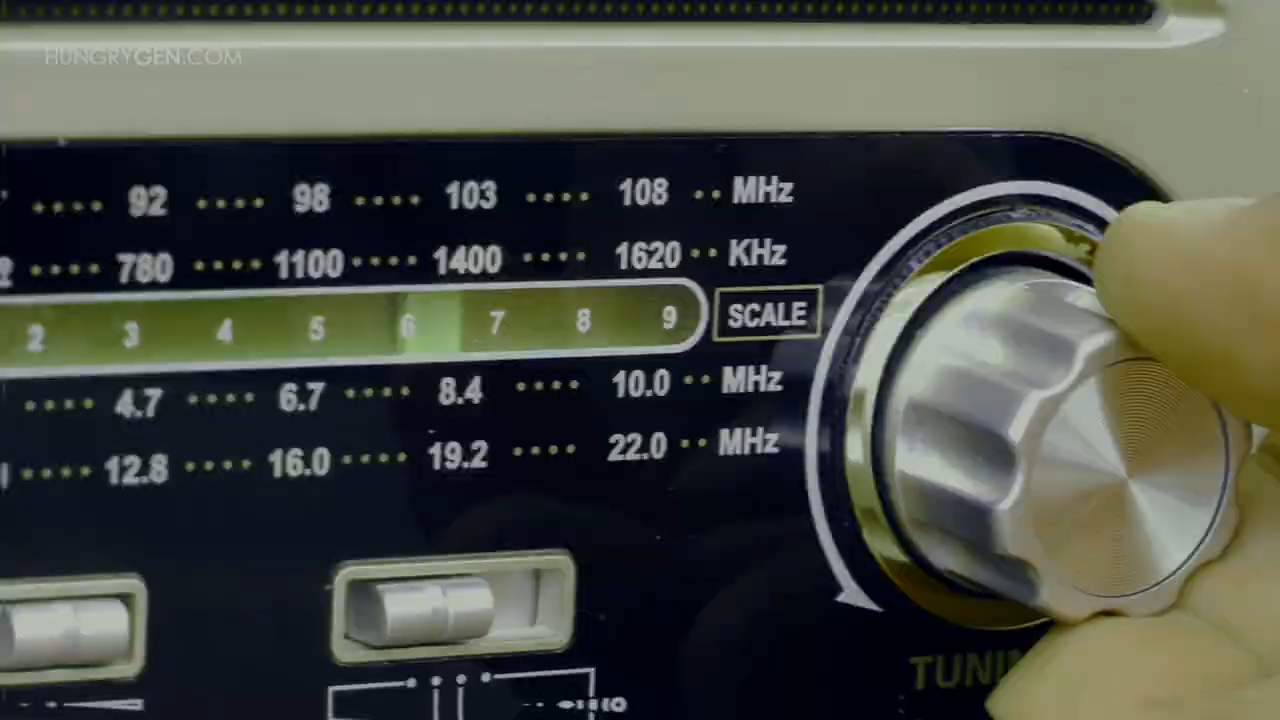 HUNGRYGEN.COM
92 98 103 108 MHz
780 1100 1400 1620 KHz
2 3 4 5 6 7 8 9 SCALE
4.7 6.7 8.4 10.0 MHz
12.8 16.0 19.2 22.0 MHz